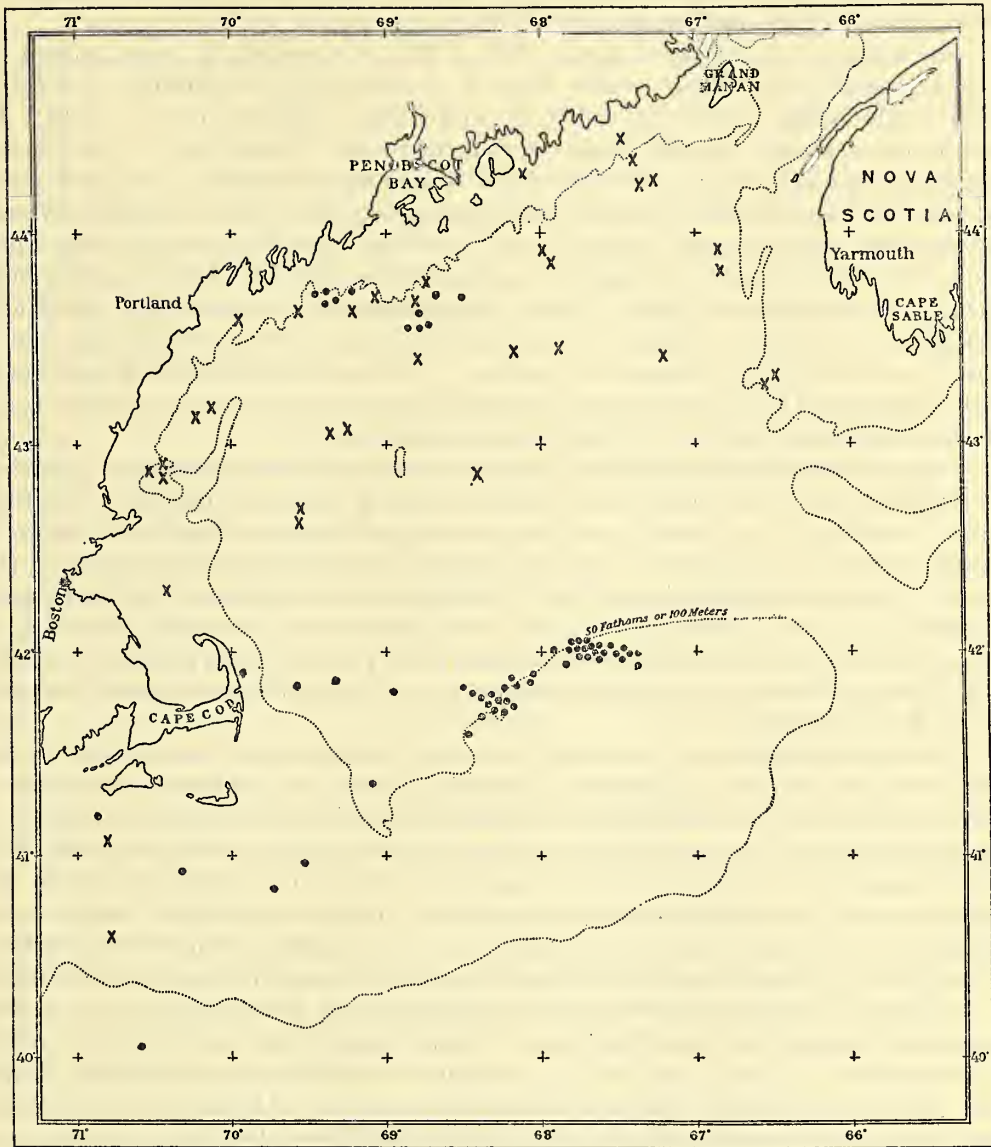 71° 70° 69° 68° 67° 66°
GRAND
MANAN
PENOBSCOT
BAY
NOVA
SCOTIA
44° 44°
Yarmouth
Portland
CAPE
SABLE
43° 43°
Boston
50 Fathoms or 100 Meters
42° 42°
CAPE COD
41° 41°
40° 40°
71° 70° 69° 68° 67° 66°